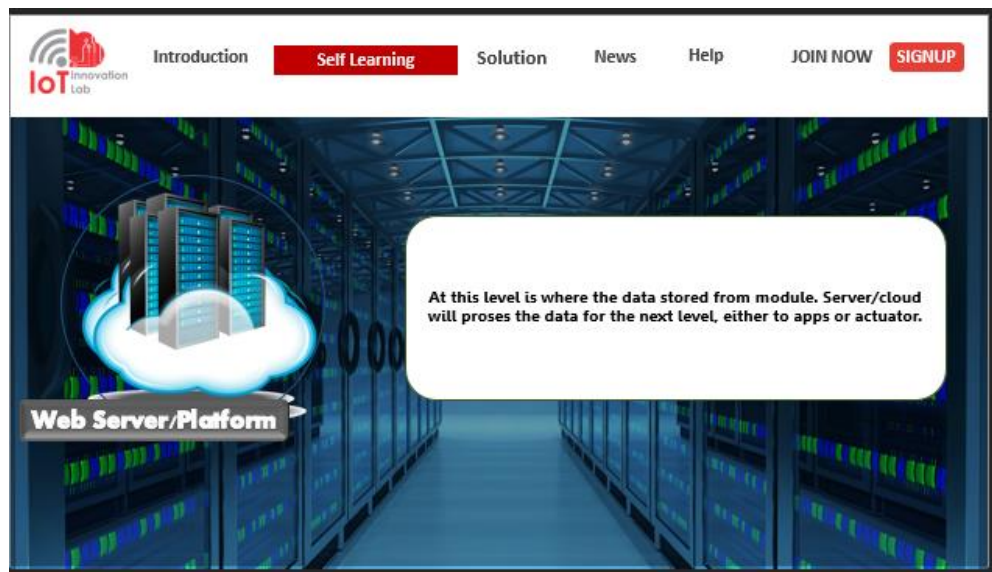 IoT Innovation Lab
Introduction
Self Learning
Solution
News
Help
JOIN NOW
SIGNUP
At this level is where the data stored from module. Server/cloud
will proses the data for the next level, either to apps or actuator.
Web Server/Platform